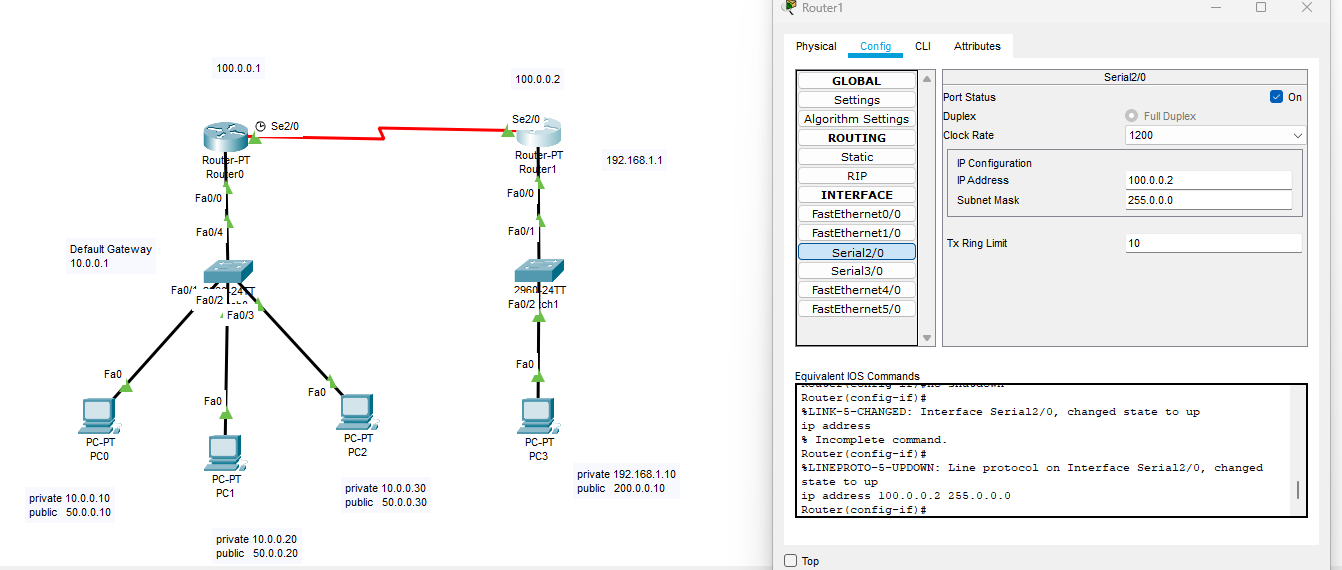 Router1
Physical Config CLI Attributes
100.0.0.1
100.0.0.2
Se2/0
Se2/0
Router-PT
Router0
Router-PT
Router1
192.168.1.1
Fa0/0
Fa0/0
Fa0/4
Fa0/1
Default Gateway
10.0.0.1
Fa0/1
-24TT
Fa0/2
Fa0/3
2960-24TT
Fa0/2
ch1
Fa0
Fa0
Fa0
Fa0
PC-PT
PC0
PC-PT
PC1
PC-PT
PC2
PC-PT
PC3
private 10.0.0.10
public 50.0.0.10
private 10.0.0.20
public 50.0.0.20
private 10.0.0.30
public 50.0.0.30
private 192.168.1.10
public 200.0.0.10
GLOBAL
Settings
Algorithm Settings
ROUTING
Static
RIP
INTERFACE
FastEthernet0/0
FastEthernet1/0
Serial2/0
Serial3/0
FastEthernet4/0
FastEthernet5/0
Serial2/0
Port Status On
Duplex Full Duplex
Clock Rate 1200
IP Configuration
IP Address 100.0.0.2
Subnet Mask 255.0.0.0
Tx Ring Limit 10
Equivalent IOS Commands
Router(config-if)#no shutdown
Router(config-if)#
%LINK-5-CHANGED: Interface Serial2/0, changed state to up
ip address
% Incomplete command.
Router(config-if)#
%LINEPROTO-5-UPDOWN: Line protocol on Interface Serial2/0, changed
state to up
ip address 100.0.0.2 255.0.0.0
Router(config-if)#
Top